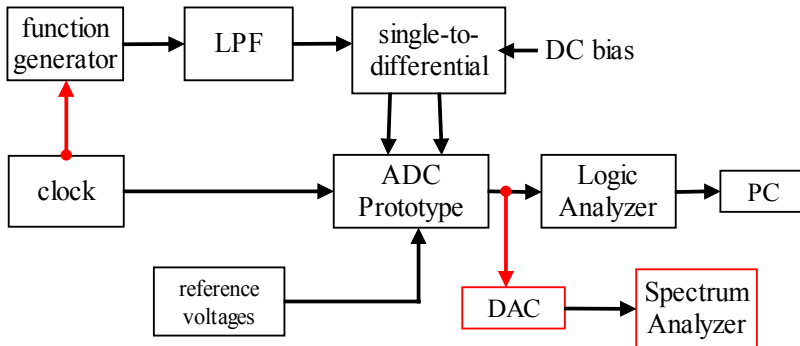 function
generator
LPF
single-to-
differential
DC bias
clock
ADC
Prototype
Logic
Analyzer
PC
reference
voltages
DAC
Spectrum
Analyzer